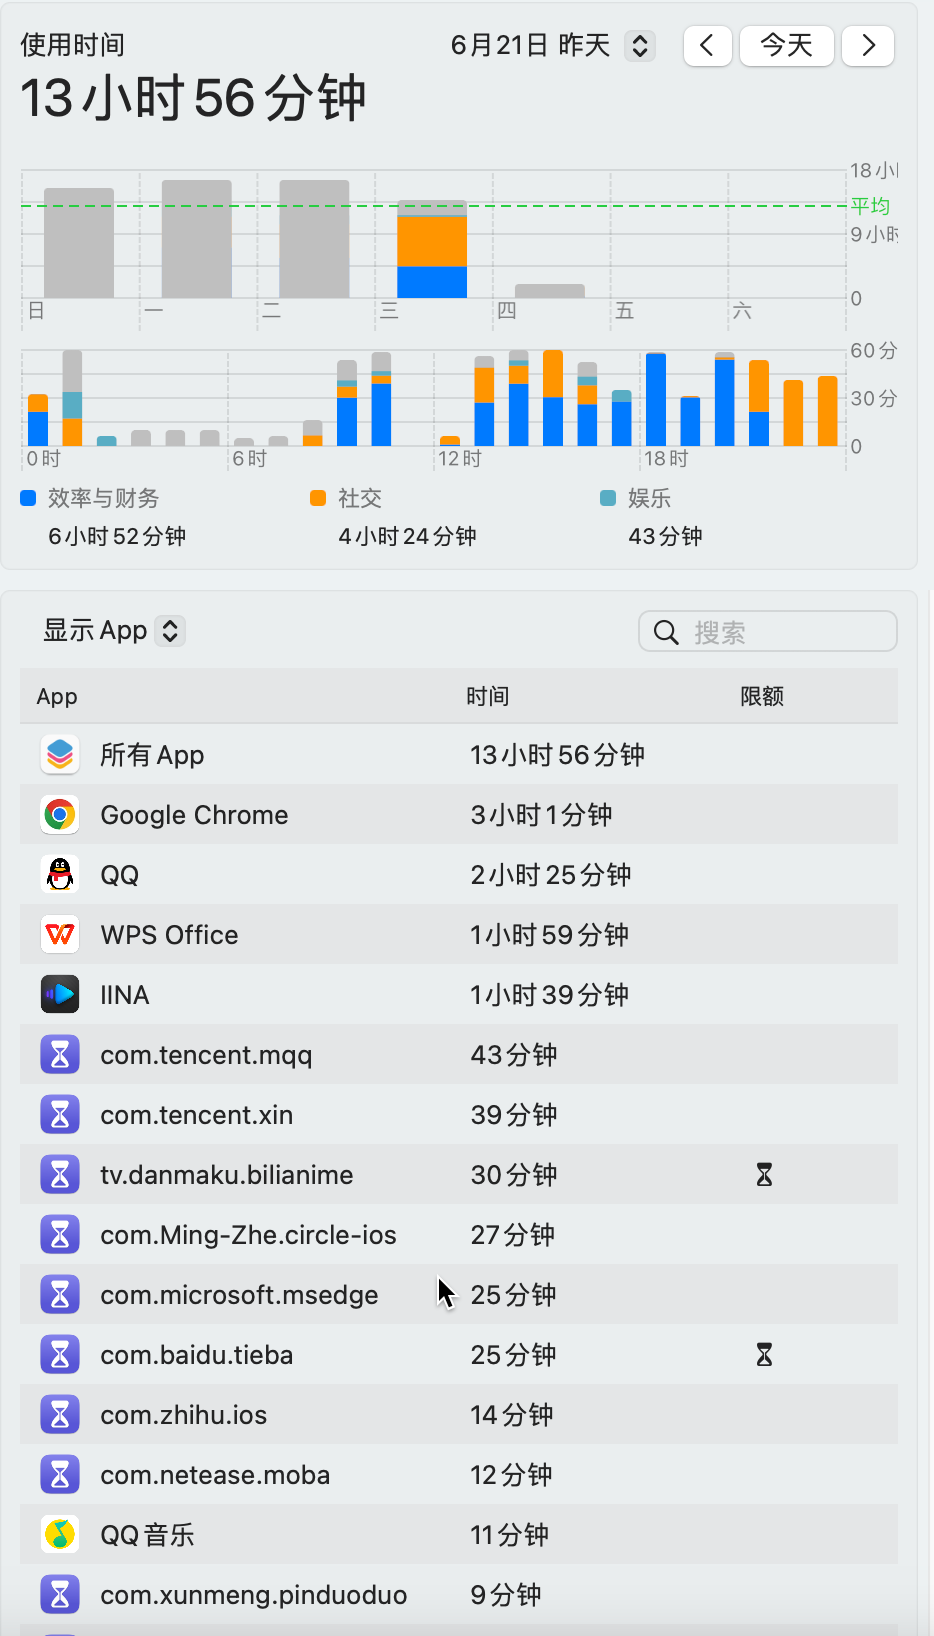 使用时间
6月21日 昨天
今天
13小时56分钟
18小时
平均
9小时
0
日 一 二 三 四 五 六
60分
30分
0
0时 6时 12时 18时
效率与财务 社交 娱乐
6小时52分钟 4小时24分钟 43分钟
显示 App
搜索
App 时间 限额
所有 App 13小时56分钟
Google Chrome 3小时1分钟
QQ 2小时25分钟
WPS Office 1小时59分钟
IINA 1小时39分钟
com.tencent.mqq 43分钟
com.tencent.xin 39分钟
tv.danmaku.bilianime 30分钟
com.Ming-Zhe.circle-ios 27分钟
com.microsoft.msedge 25分钟
com.baidu.tieba 25分钟
com.zhihu.ios 14分钟
com.netease.moba 12分钟
QQ音乐 11分钟
com.xunmeng.pinduoduo 9分钟